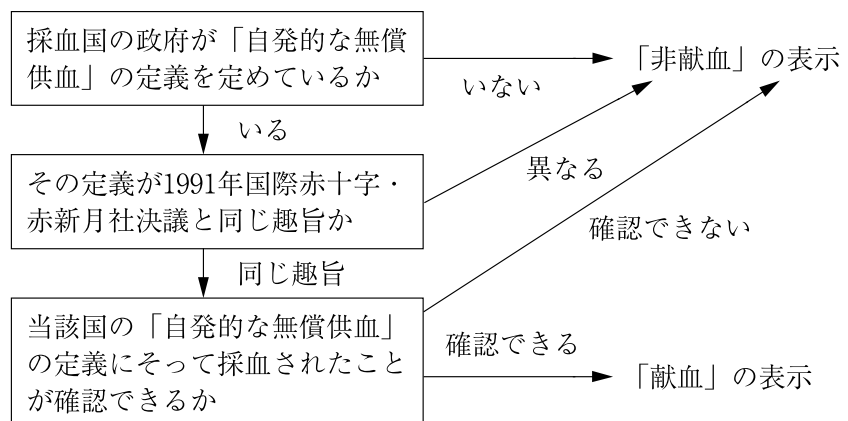 採血国の政府が「自発的な無償
供血」の定義を定めているか
いない
「非献血」の表示
いる
その定義が1991年国際赤十字・
赤新月社決議と同じ趣旨か
異なる
確認できない
同じ趣旨
当該国の「自発的な無償供血」
の定義にそって採血されたこと
が確認できるか
確認できる
「献血」の表示